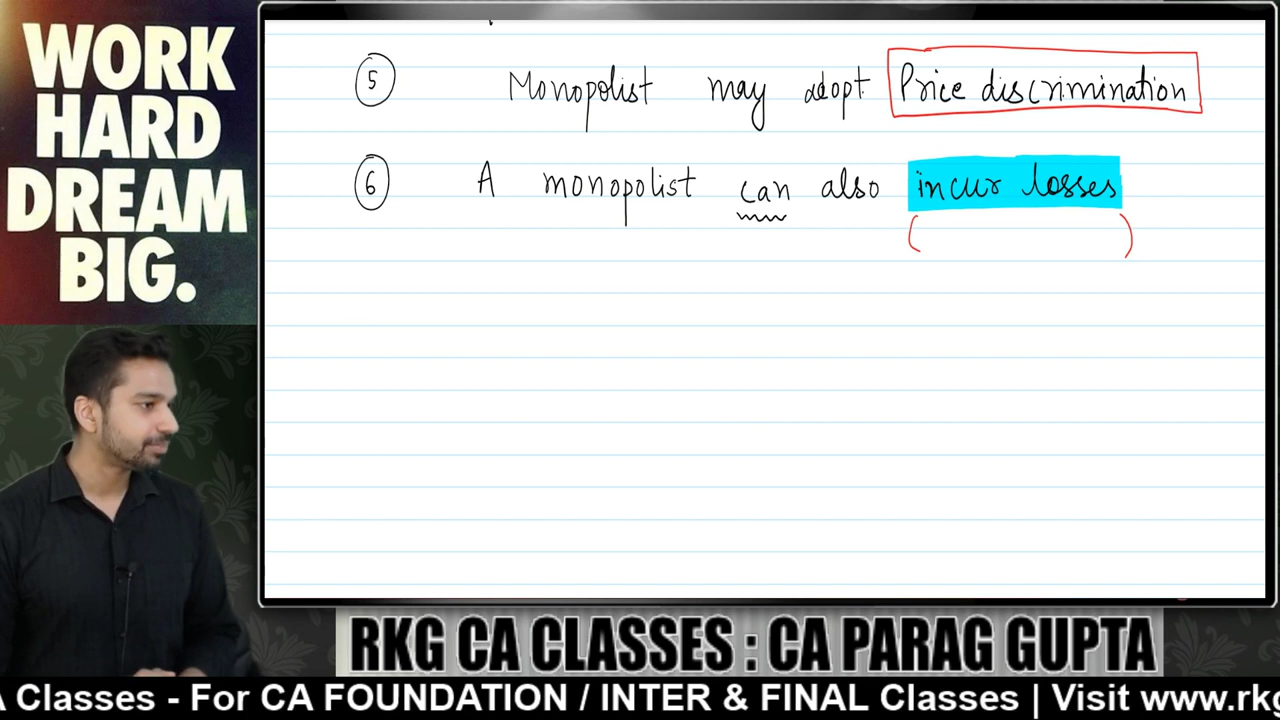 WORK
HARD
DREAM
BIG.
5 Monopolist may adopt Price discrimination
6 A monopolist can also incur losses
( )
RKG CA CLASSES : CA PARAG GUPTA
A Classes - For CA FOUNDATION / INTER & FINAL Classes | Visit www.rkg